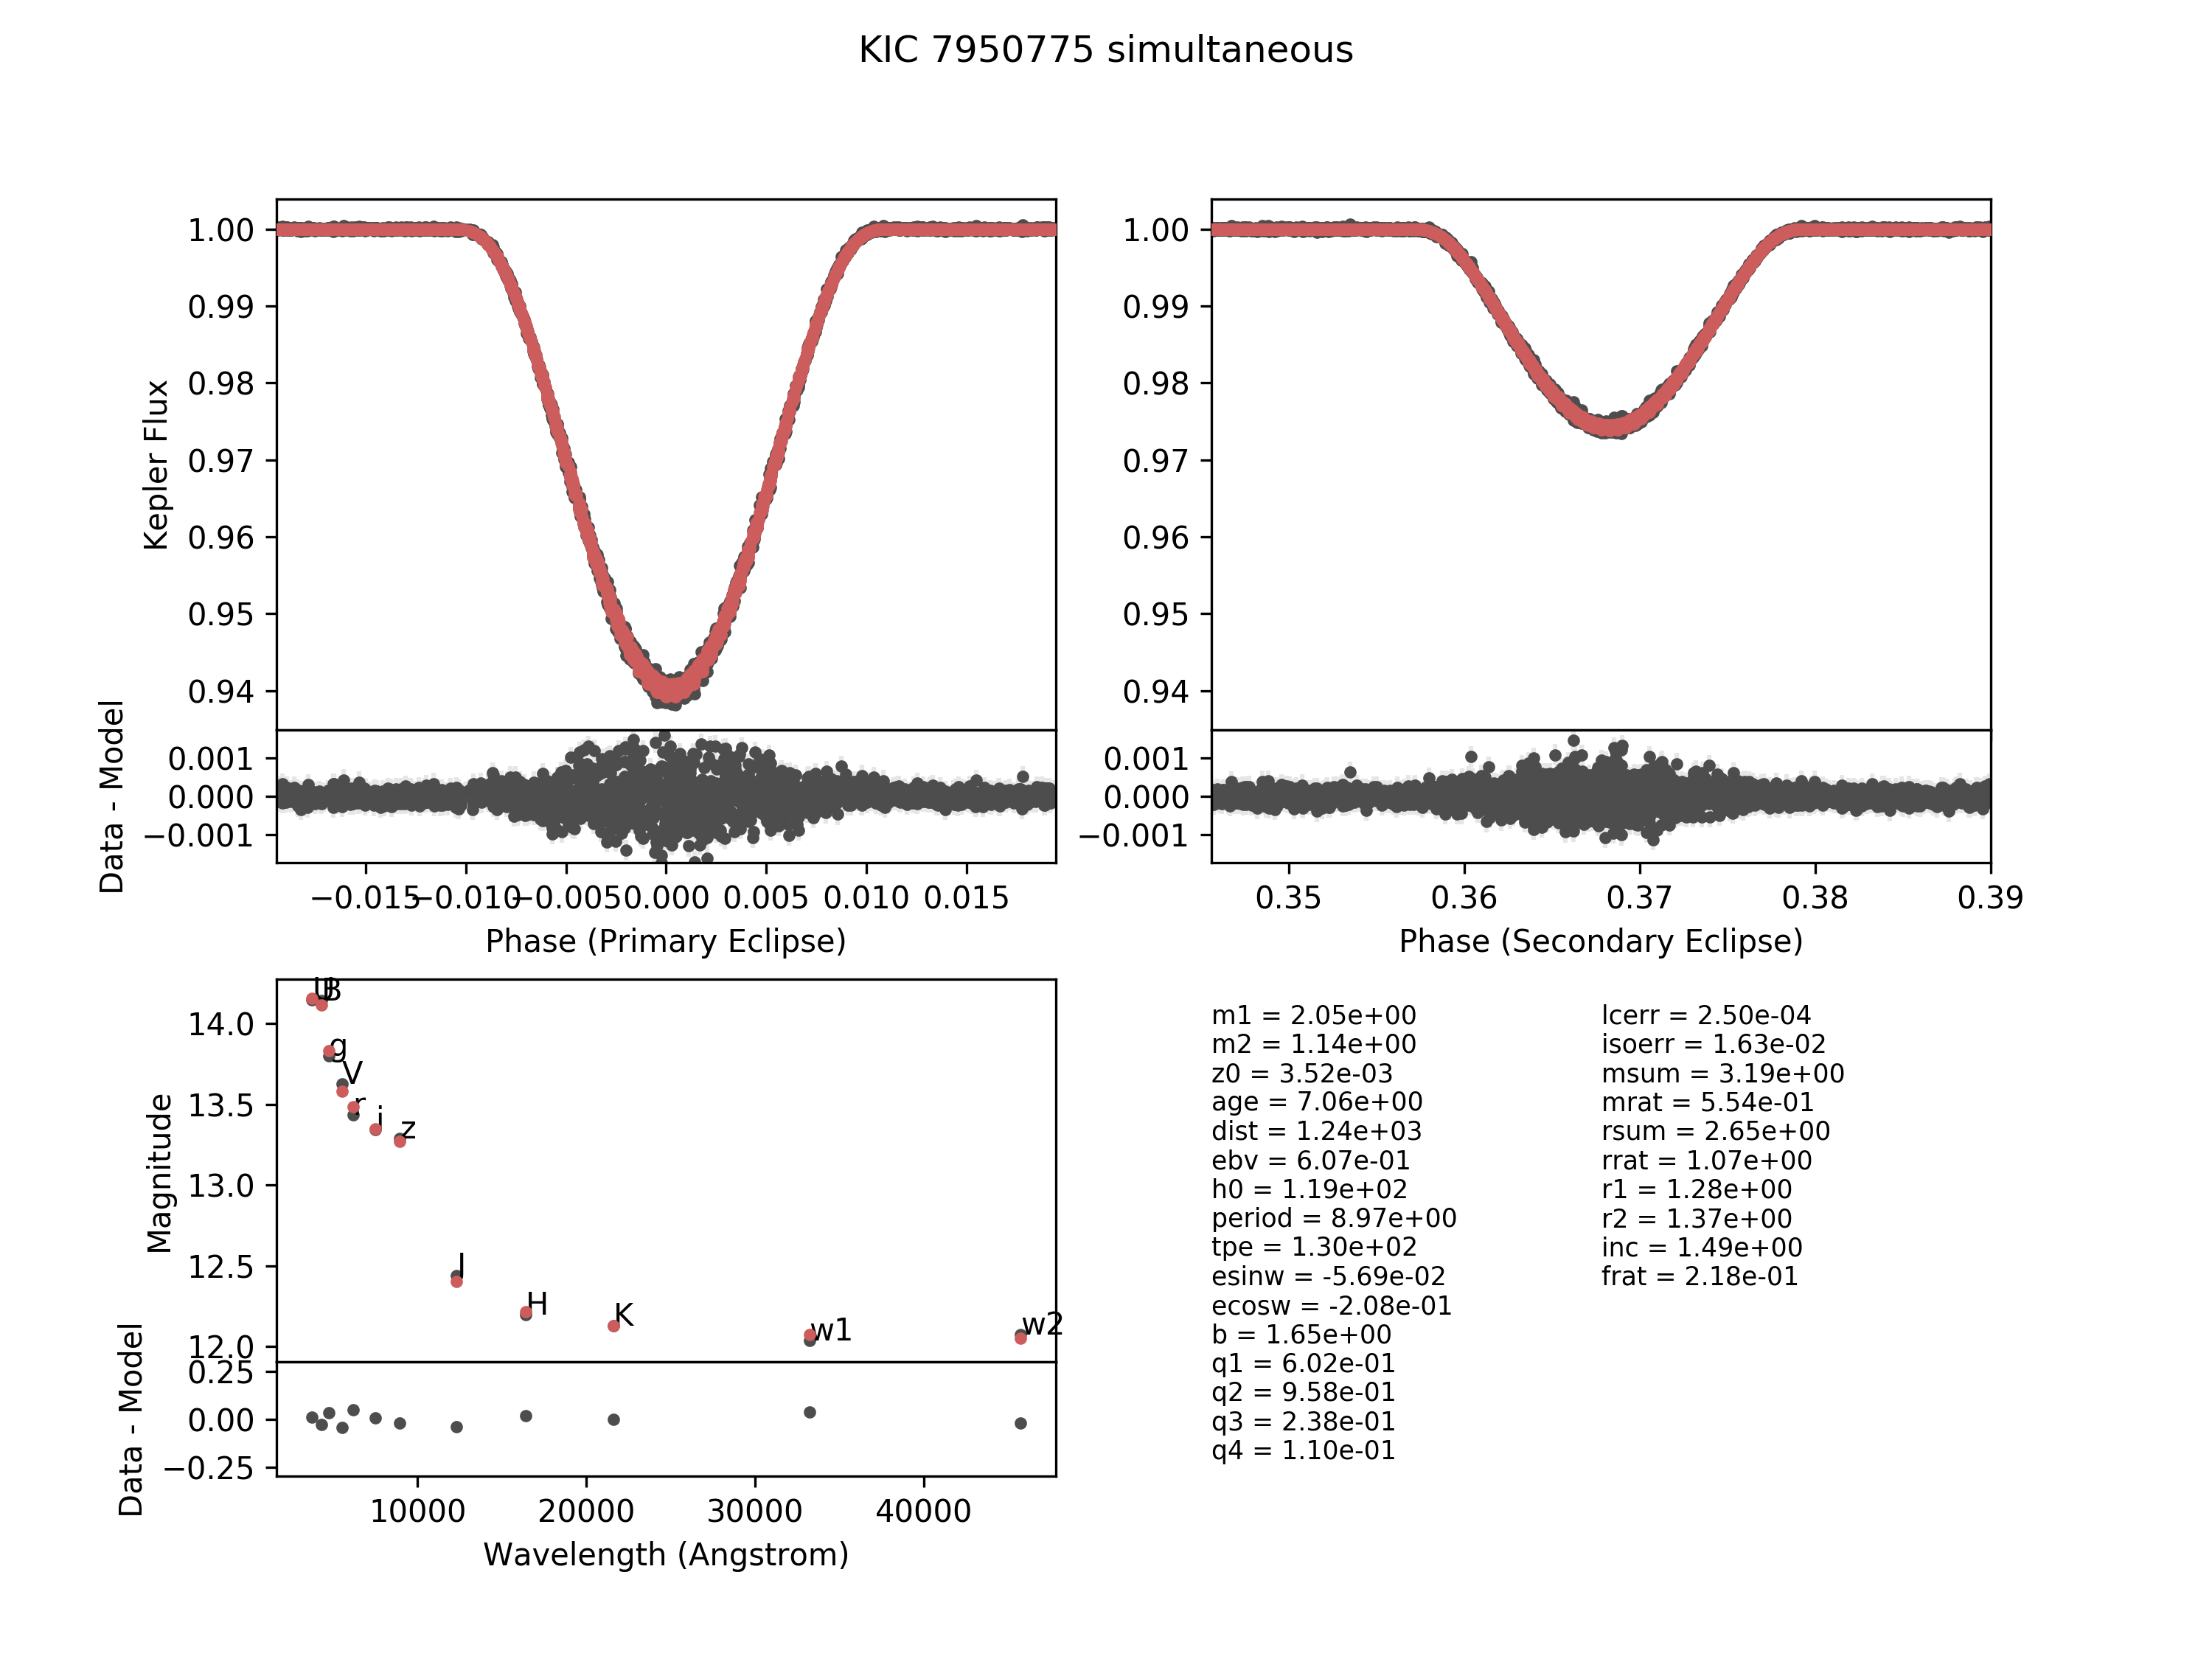 KIC 7950775 simultaneous
1.00
0.99
0.98
0.97
0.96
0.95
0.94
Kepler Flux
0.001
0.000
−0.001
Data - Model
−0.015
−0.010
−0.005
0.000
0.005
0.010
0.015
Phase (Primary Eclipse)
1.00
0.99
0.98
0.97
0.96
0.95
0.94
0.001
0.000
−0.001
0.35
0.36
0.37
0.38
0.39
Phase (Secondary Eclipse)
14.0
13.5
13.0
12.5
12.0
Magnitude
U
B
g
V
r
i
z
J
H
K
w1
w2
0.25
0.00
−0.25
Data - Model
10000
20000
30000
40000
Wavelength (Angstrom)
m1 = 2.05e+00
m2 = 1.14e+00
z0 = 3.52e-03
age = 7.06e+00
dist = 1.24e+03
ebv = 6.07e-01
h0 = 1.19e+02
period = 8.97e+00
tpe = 1.30e+02
esinw = -5.69e-02
ecosw = -2.08e-01
b = 1.65e+00
q1 = 6.02e-01
q2 = 9.58e-01
q3 = 2.38e-01
q4 = 1.10e-01
lcerr = 2.50e-04
isoerr = 1.63e-02
msum = 3.19e+00
mrat = 5.54e-01
rsum = 2.65e+00
rrat = 1.07e+00
r1 = 1.28e+00
r2 = 1.37e+00
inc = 1.49e+00
frat = 2.18e-01